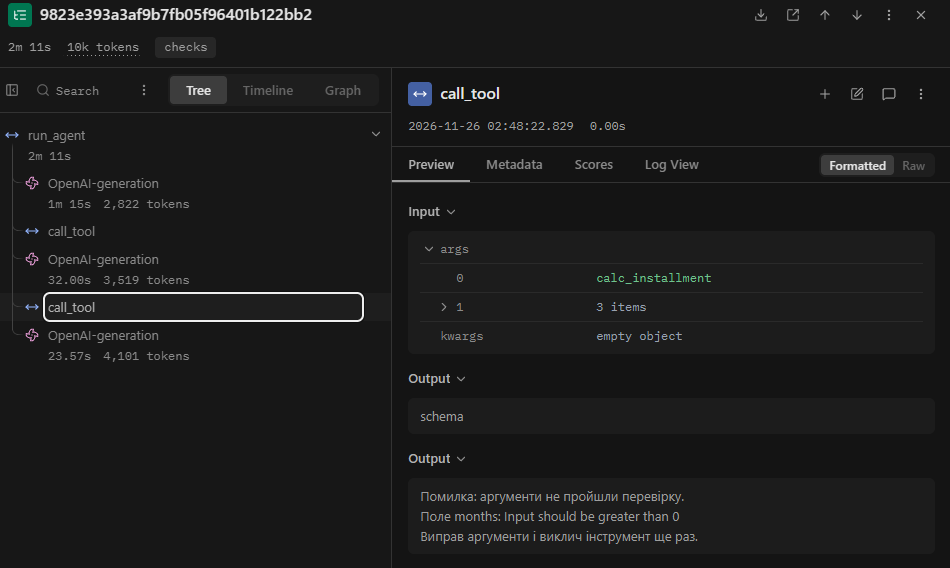 9823e393a3af9b7fb05f96401b122bb2
2m 11s 10k tokens checks
Search Tree Timeline Graph
run_agent
2m 11s
OpenAI-generation
1m 15s 2,822 tokens
call_tool
OpenAI-generation
32.00s 3,519 tokens
call_tool
OpenAI-generation
23.57s 4,101 tokens
call_tool
2026-11-26 02:48:22.829 0.00s
Preview Metadata Scores Log View Formatted Raw
Input
args
0 calc_installment
1 3 items
kwargs empty object
Output
schema
Output
Помилка: аргументи не пройшли перевірку.
Поле months: Input should be greater than 0
Виправ аргументи і виклич інструмент ще раз.